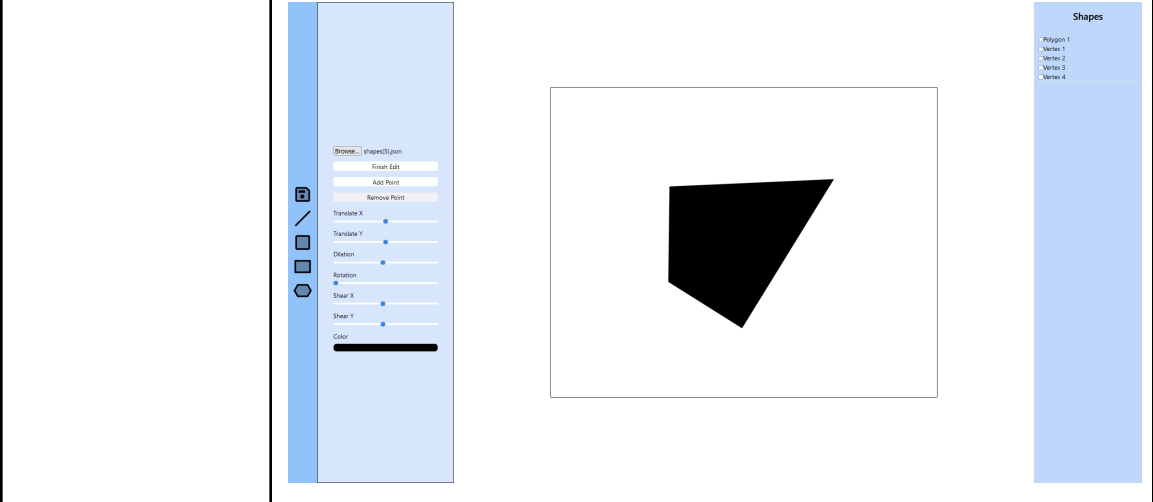 Browse... shapes(5).json
Finish Edit
Add Point
Remove Point
Translate X
Translate Y
Dilation
Rotation
Shear X
Shear Y
Color
Shapes
Polygon 1
Vertex 1
Vertex 2
Vertex 3
Vertex 4